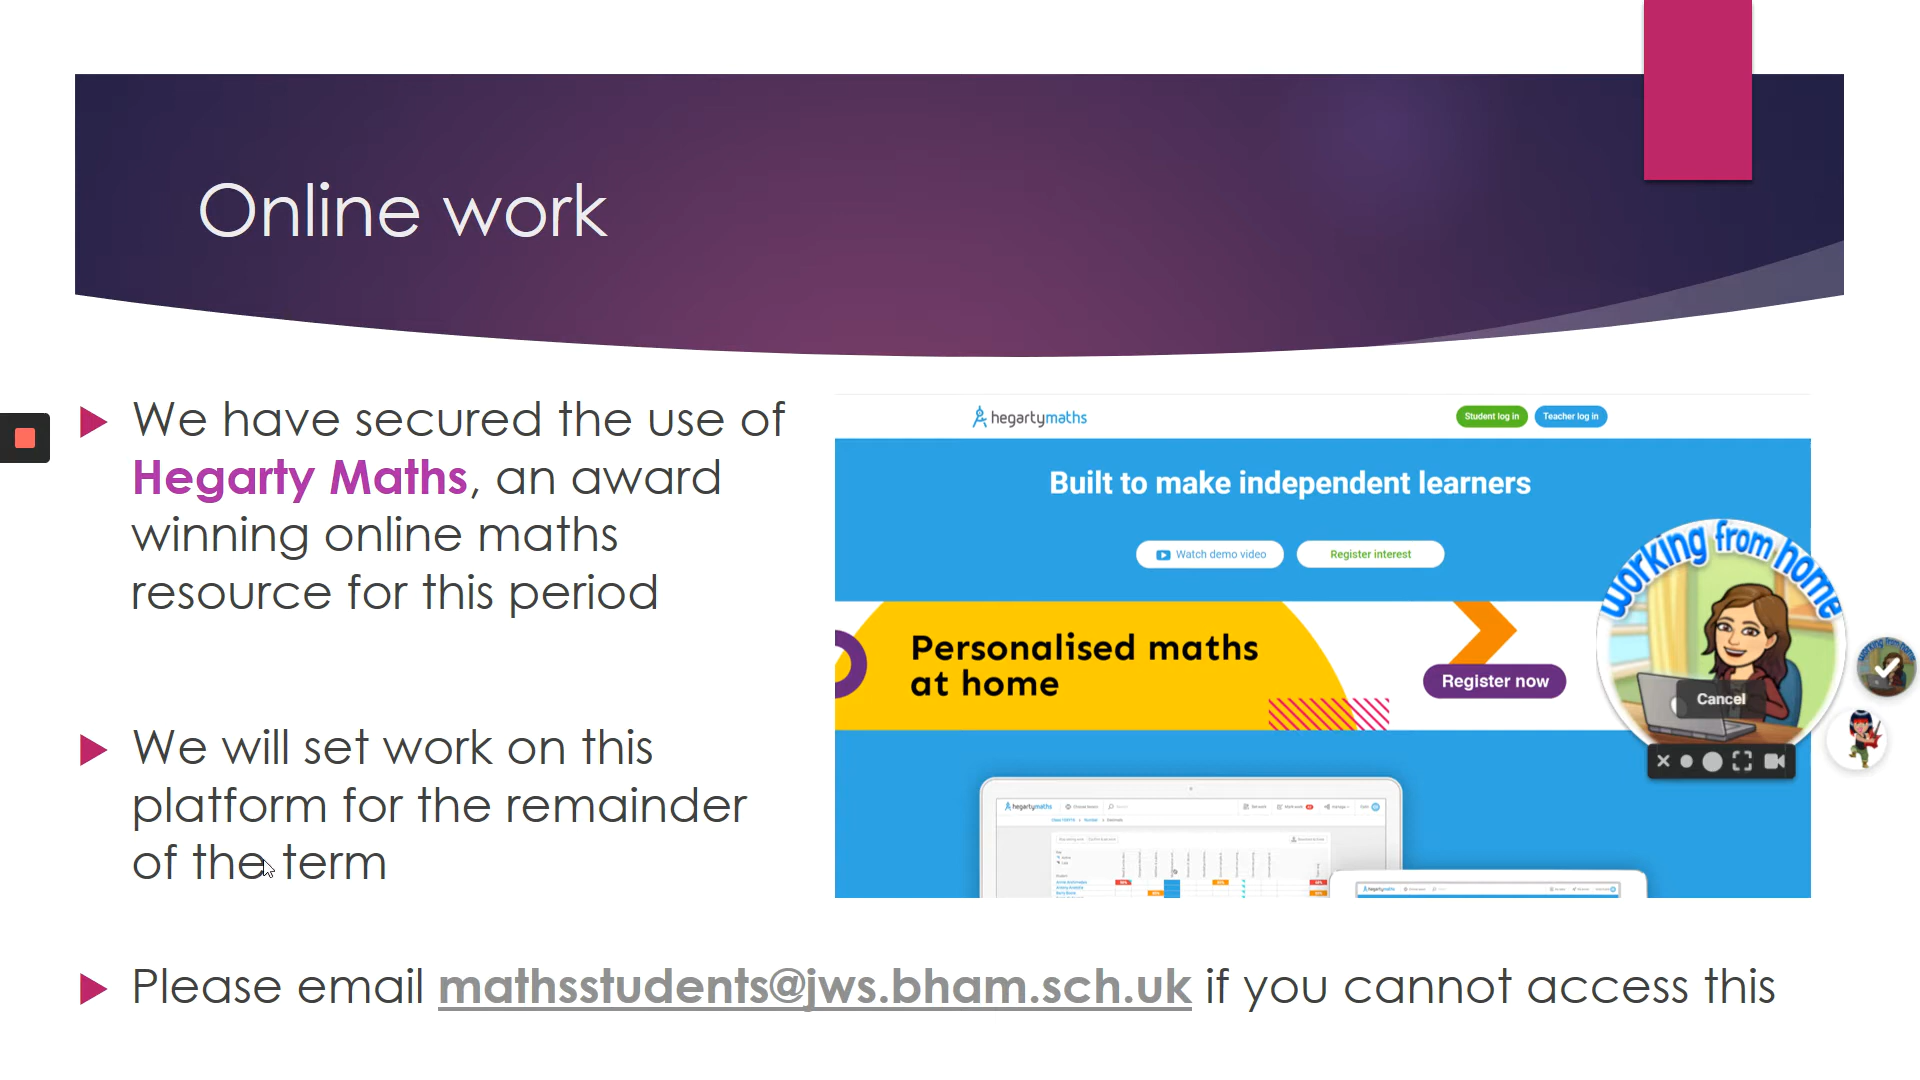 Online work
We have secured the use of
Hegarty Maths, an award
winning online maths
resource for this period
We will set work on this
platform for the remainder
of the term
Please email mathsstudents@jws.bham.sch.uk if you cannot access this
hegartymaths
Student log in
Teacher log in
Built to make independent learners
Watch demo video
Register interest
Personalised maths
at home
Register now
working from home
Cancel
hegartymaths